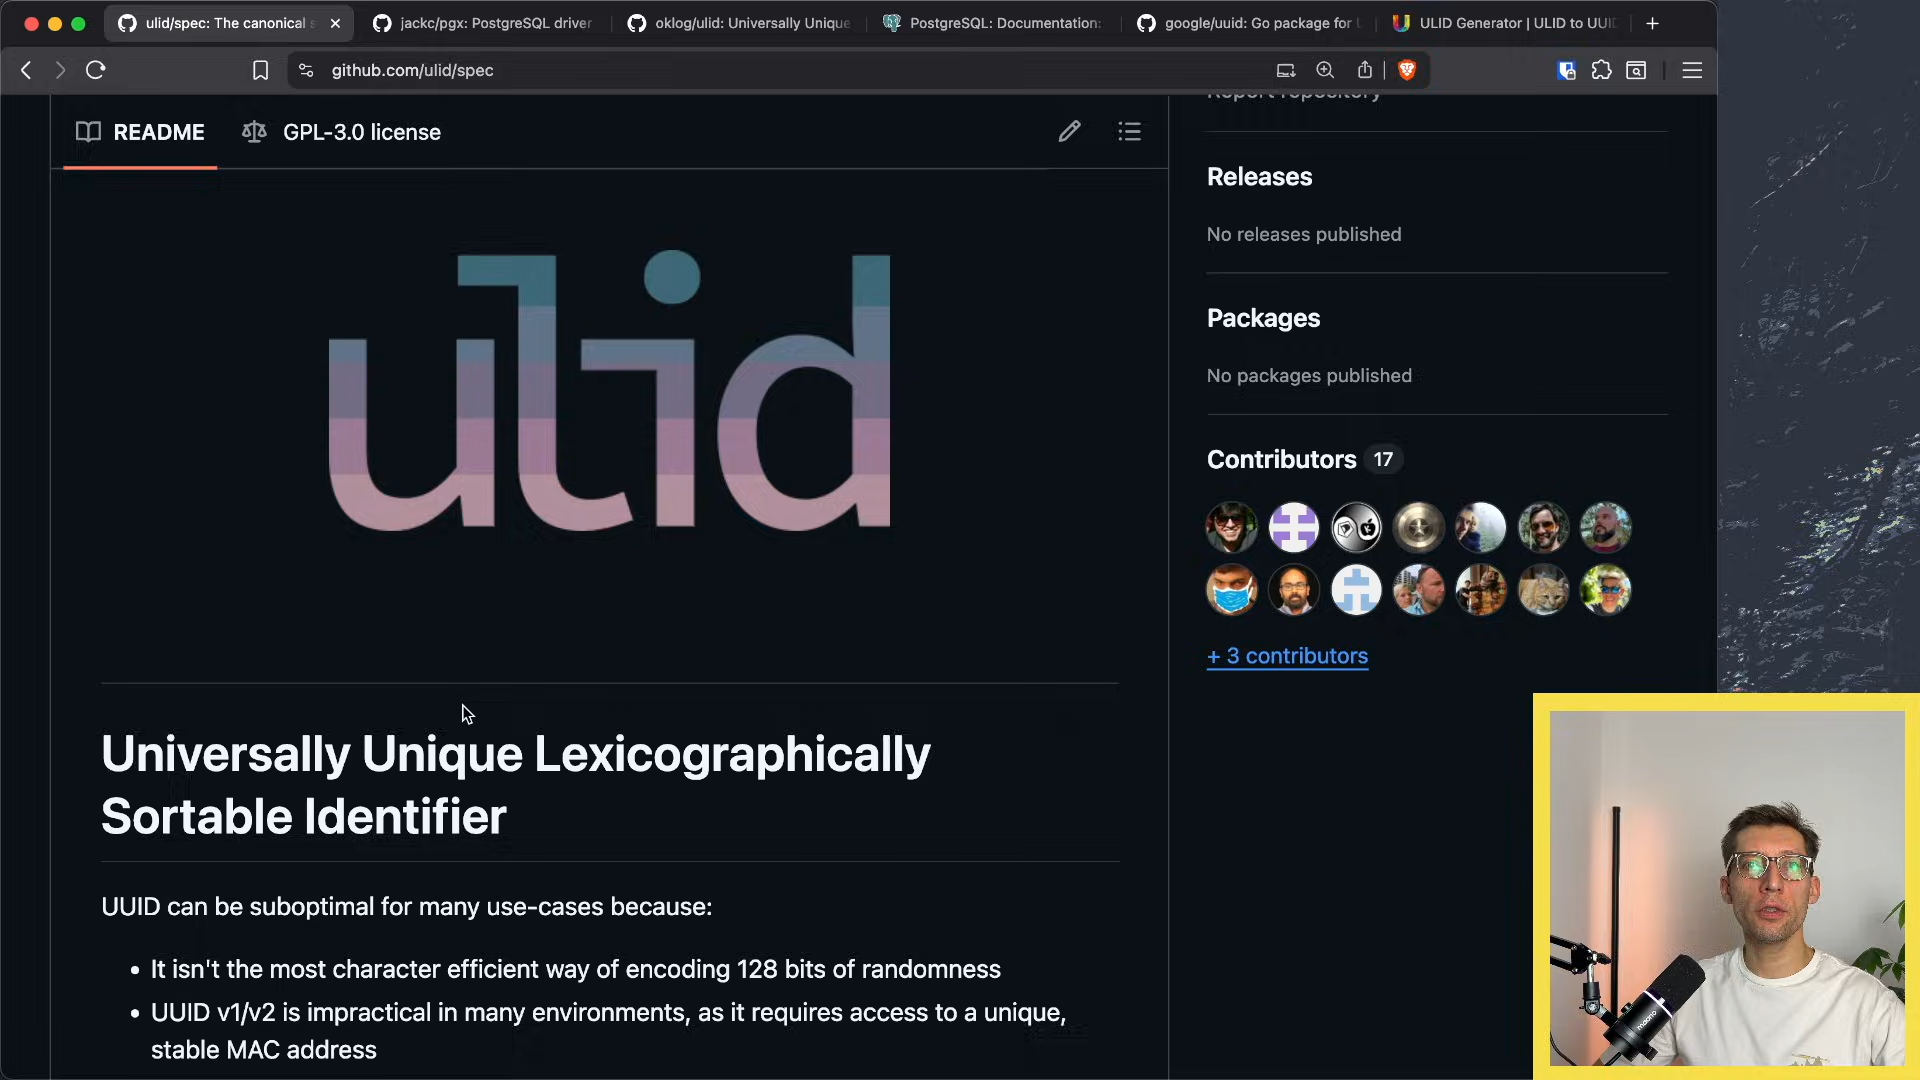 ulid/spec: The canonical s
jackc/pgx: PostgreSQL driver
oklog/ulid: Universally Unique
PostgreSQL: Documentation:
google/uuid: Go package for U
ULID Generator | ULID to UUID
github.com/ulid/spec
README
GPL-3.0 license
Report repository
Releases
No releases published
Packages
No packages published
Contributors 17
+ 3 contributors
ulid
Universally Unique Lexicographically
Sortable Identifier
UUID can be suboptimal for many use-cases because:
• It isn't the most character efficient way of encoding 128 bits of randomness
• UUID v1/v2 is impractical in many environments, as it requires access to a unique,
stable MAC address
maono